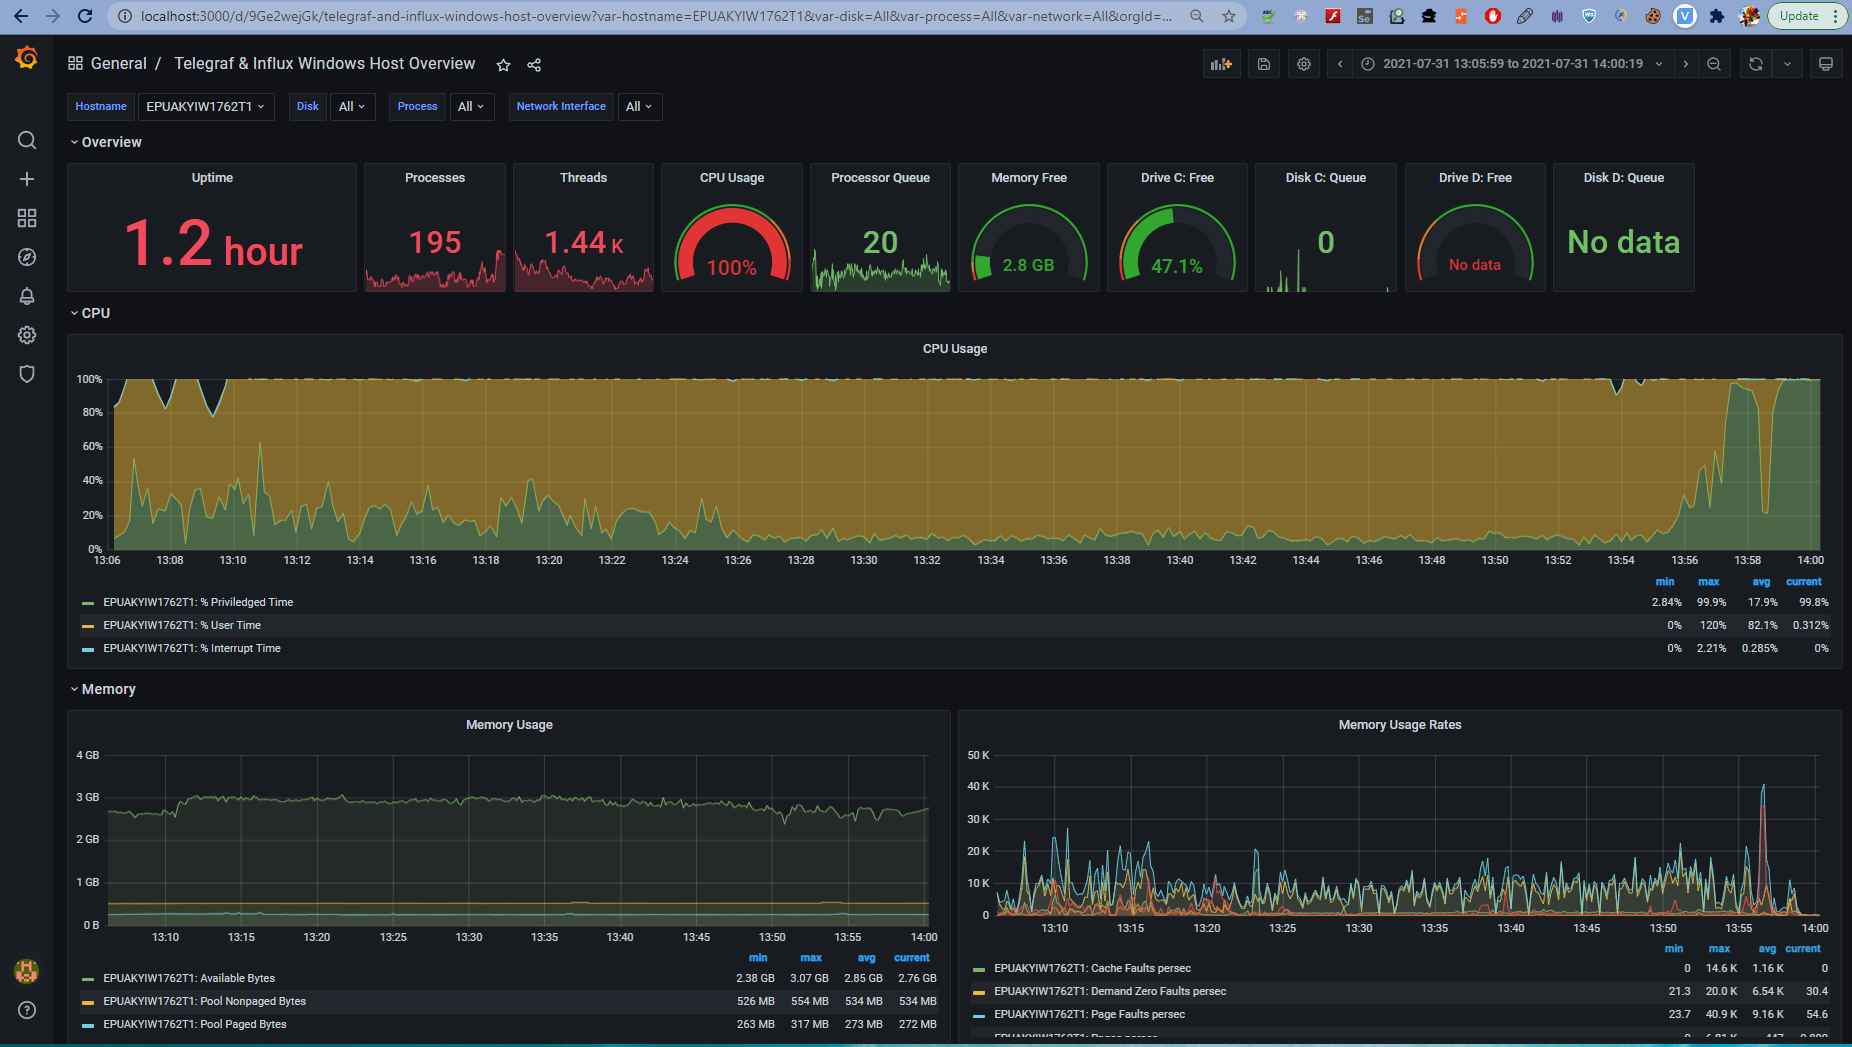 localhost:3000/d/9Ge2wejGk/telegraf-and-influx-windows-host-overview?var-hostname=EPUAKYIW1762T1&var-disk=All&var-process=All&var-network=All&orgId=...
Update
General / Telegraf & Influx Windows Host Overview
2021-07-31 13:05:59 to 2021-07-31 14:00:19
Hostname EPUAKYIW1762T1 Disk All Process All Network Interface All
Overview
Uptime Processes Threads CPU Usage Processor Queue Memory Free Drive C: Free Disk C: Queue Drive D: Free Disk D: Queue
1.2 hour 195 1.44 K 100% 20 2.8 GB 47.1% 0 No data No data
CPU
CPU Usage
100%
80%
60%
40%
20%
0%
13:06 13:08 13:10 13:12 13:14 13:16 13:18 13:20 13:22 13:24 13:26 13:28 13:30 13:32 13:34 13:36 13:38 13:40 13:42 13:44 13:46 13:48 13:50 13:52 13:54 13:56 13:58 14:00
min max avg current
EPUAKYIW1762T1: % Priviledged Time 2.84% 99.9% 17.9% 99.8%
EPUAKYIW1762T1: % User Time 0% 120% 82.1% 0.312%
EPUAKYIW1762T1: % Interrupt Time 0% 2.21% 0.285% 0%
Memory
Memory Usage
4 GB
3 GB
2 GB
1 GB
0 B
13:10 13:15 13:20 13:25 13:30 13:35 13:40 13:45 13:50 13:55 14:00
min max avg current
EPUAKYIW1762T1: Available Bytes 2.38 GB 3.07 GB 2.85 GB 2.76 GB
EPUAKYIW1762T1: Pool Nonpaged Bytes 526 MB 554 MB 534 MB 534 MB
EPUAKYIW1762T1: Pool Paged Bytes 263 MB 317 MB 273 MB 272 MB
Memory Usage Rates
50 K
40 K
30 K
20 K
10 K
0
13:10 13:15 13:20 13:25 13:30 13:35 13:40 13:45 13:50 13:55 14:00
min max avg current
EPUAKYIW1762T1: Cache Faults persec 0 14.6 K 1.16 K 0
EPUAKYIW1762T1: Demand Zero Faults persec 21.3 20.0 K 6.54 K 30.4
EPUAKYIW1762T1: Page Faults persec 23.7 40.9 K 9.16 K 54.6